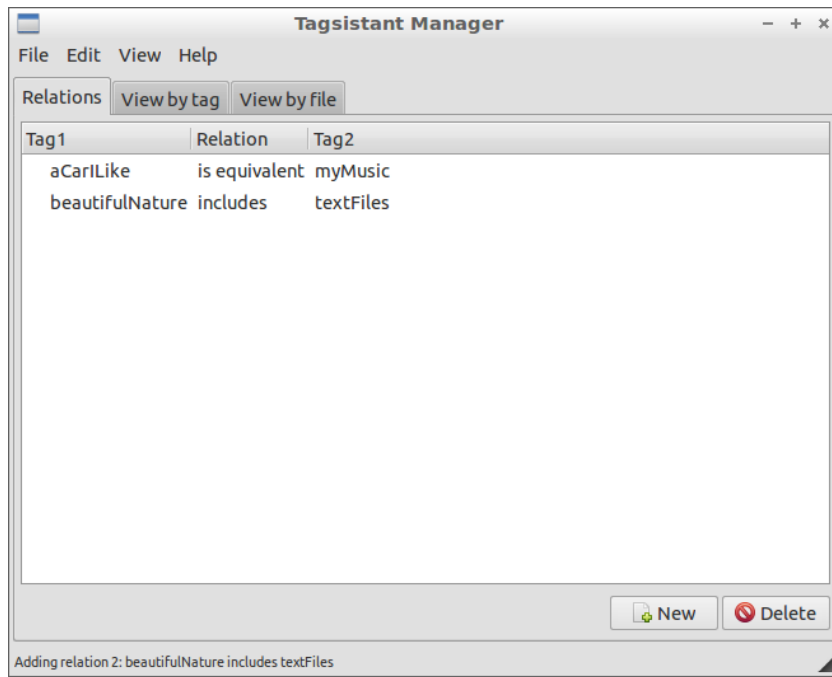 Tagsistant Manager
File Edit View Help
Relations View by tag View by file
Tag1 Relation Tag2
aCarILike is equivalent myMusic
beautifulNature includes textFiles
New Delete
Adding relation 2: beautifulNature includes textFiles